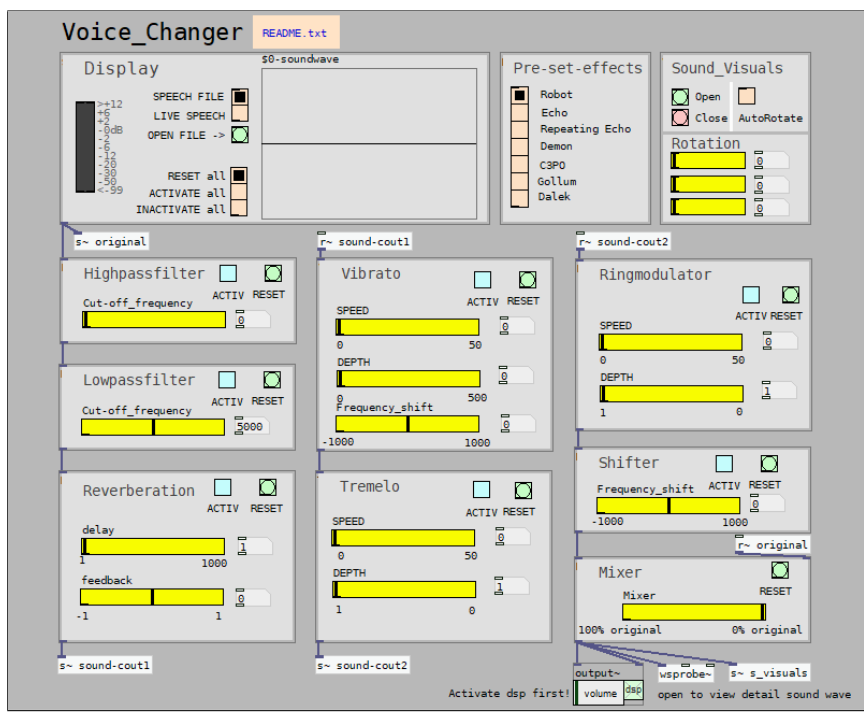 Voice_Changer
README.txt
Display
$0-soundwave
>+12
+6
+2
-0dB
-2
-6
-12
-20
-30
-50
<-99
SPEECH FILE
LIVE SPEECH
OPEN FILE ->
RESET all
ACTIVATE all
INACTIVATE all
Pre-set-effects
Robot
Echo
Repeating Echo
Demon
C3PO
Gollum
Dalek
Sound_Visuals
Open
Close
AutoRotate
Rotation
0
0
0
s~ original
r~ sound-cout1
r~ sound-cout2
Highpassfilter
ACTIV
RESET
Cut-off_frequency
0
Lowpassfilter
ACTIV
RESET
Cut-off_frequency
5000
Reverberation
ACTIV
RESET
delay
1
1000
1
feedback
-1
1
0
s~ sound-cout1
Vibrato
ACTIV
RESET
SPEED
0
50
0
DEPTH
0
500
0
Frequency_shift
-1000
1000
0
Tremelo
ACTIV
RESET
SPEED
0
50
0
DEPTH
1
0
1
s~ sound-cout2
Ringmodulator
ACTIV
RESET
SPEED
0
50
0
DEPTH
1
0
1
Shifter
ACTIV
RESET
Frequency_shift
-1000
1000
0
r~ original
Mixer
RESET
Mixer
100% original
0% original
output~
wsprobe~
s~ s_visuals
Activate dsp first!
volume
dsp
open to view detail sound wave